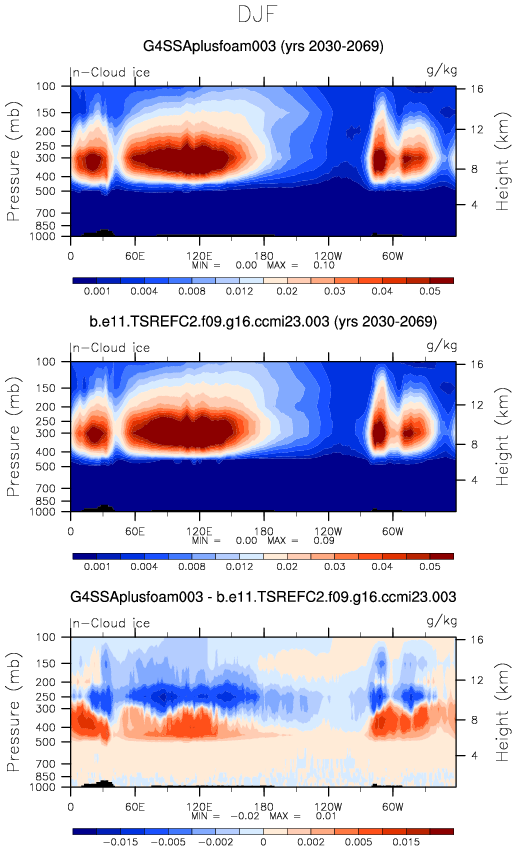 DJF
G4SSAplusfoam003 (yrs 2030-2069)
In-Cloud ice g/kg
Pressure (mb)
100
150
200
250
300
400
500
700
850
1000
16
12
8
4
Height (km)
0 60E 120E 180 120W 60W
MIN = 0.00 MAX = 0.10
0.001 0.004 0.008 0.012 0.02 0.03 0.04 0.05
b.e11.TSREFC2.f09.g16.ccmi23.003 (yrs 2030-2069)
In-Cloud ice g/kg
Pressure (mb)
100
150
200
250
300
400
500
700
850
1000
16
12
8
4
Height (km)
0 60E 120E 180 120W 60W
MIN = 0.00 MAX = 0.09
0.001 0.004 0.008 0.012 0.02 0.03 0.04 0.05
G4SSAplusfoam003 - b.e11.TSREFC2.f09.g16.ccmi23.003
In-Cloud ice g/kg
Pressure (mb)
100
150
200
250
300
400
500
700
850
1000
16
12
8
4
Height (km)
0 60E 120E 180 120W 60W
MIN = -0.02 MAX = 0.01
-0.015 -0.005 -0.002 0 0.002 0.005 0.015